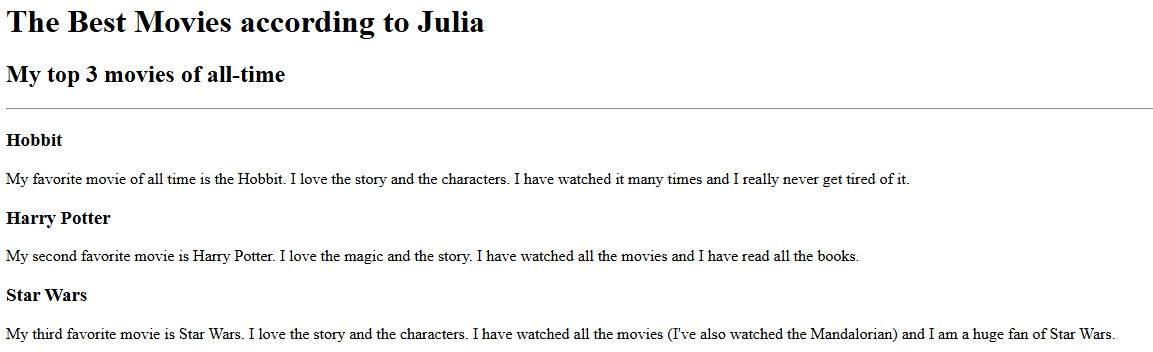 The Best Movies according to Julia
My top 3 movies of all-time
Hobbit
My favorite movie of all time is the Hobbit. I love the story and the characters. I have watched it many times and I really never get tired of it.
Harry Potter
My second favorite movie is Harry Potter. I love the magic and the story. I have watched all the movies and I have read all the books.
Star Wars
My third favorite movie is Star Wars. I love the story and the characters. I have watched all the movies (I've also watched the Mandalorian) and I am a huge fan of Star Wars.